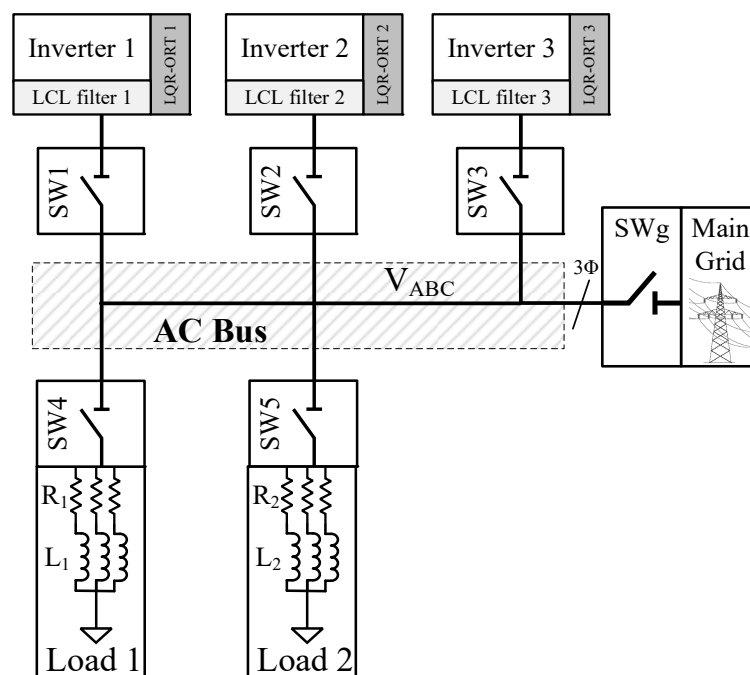 Inverter 1
LCL filter 1
LQR-ORT 1
Inverter 2
LCL filter 2
LQR-ORT 2
Inverter 3
LCL filter 3
LQR-ORT 3
SW1
SW2
SW3
SWg
Main
Grid
3Φ
V_ABC
AC Bus
SW4
SW5
R₁
L₁
R₂
L₂
Load 1
Load 2